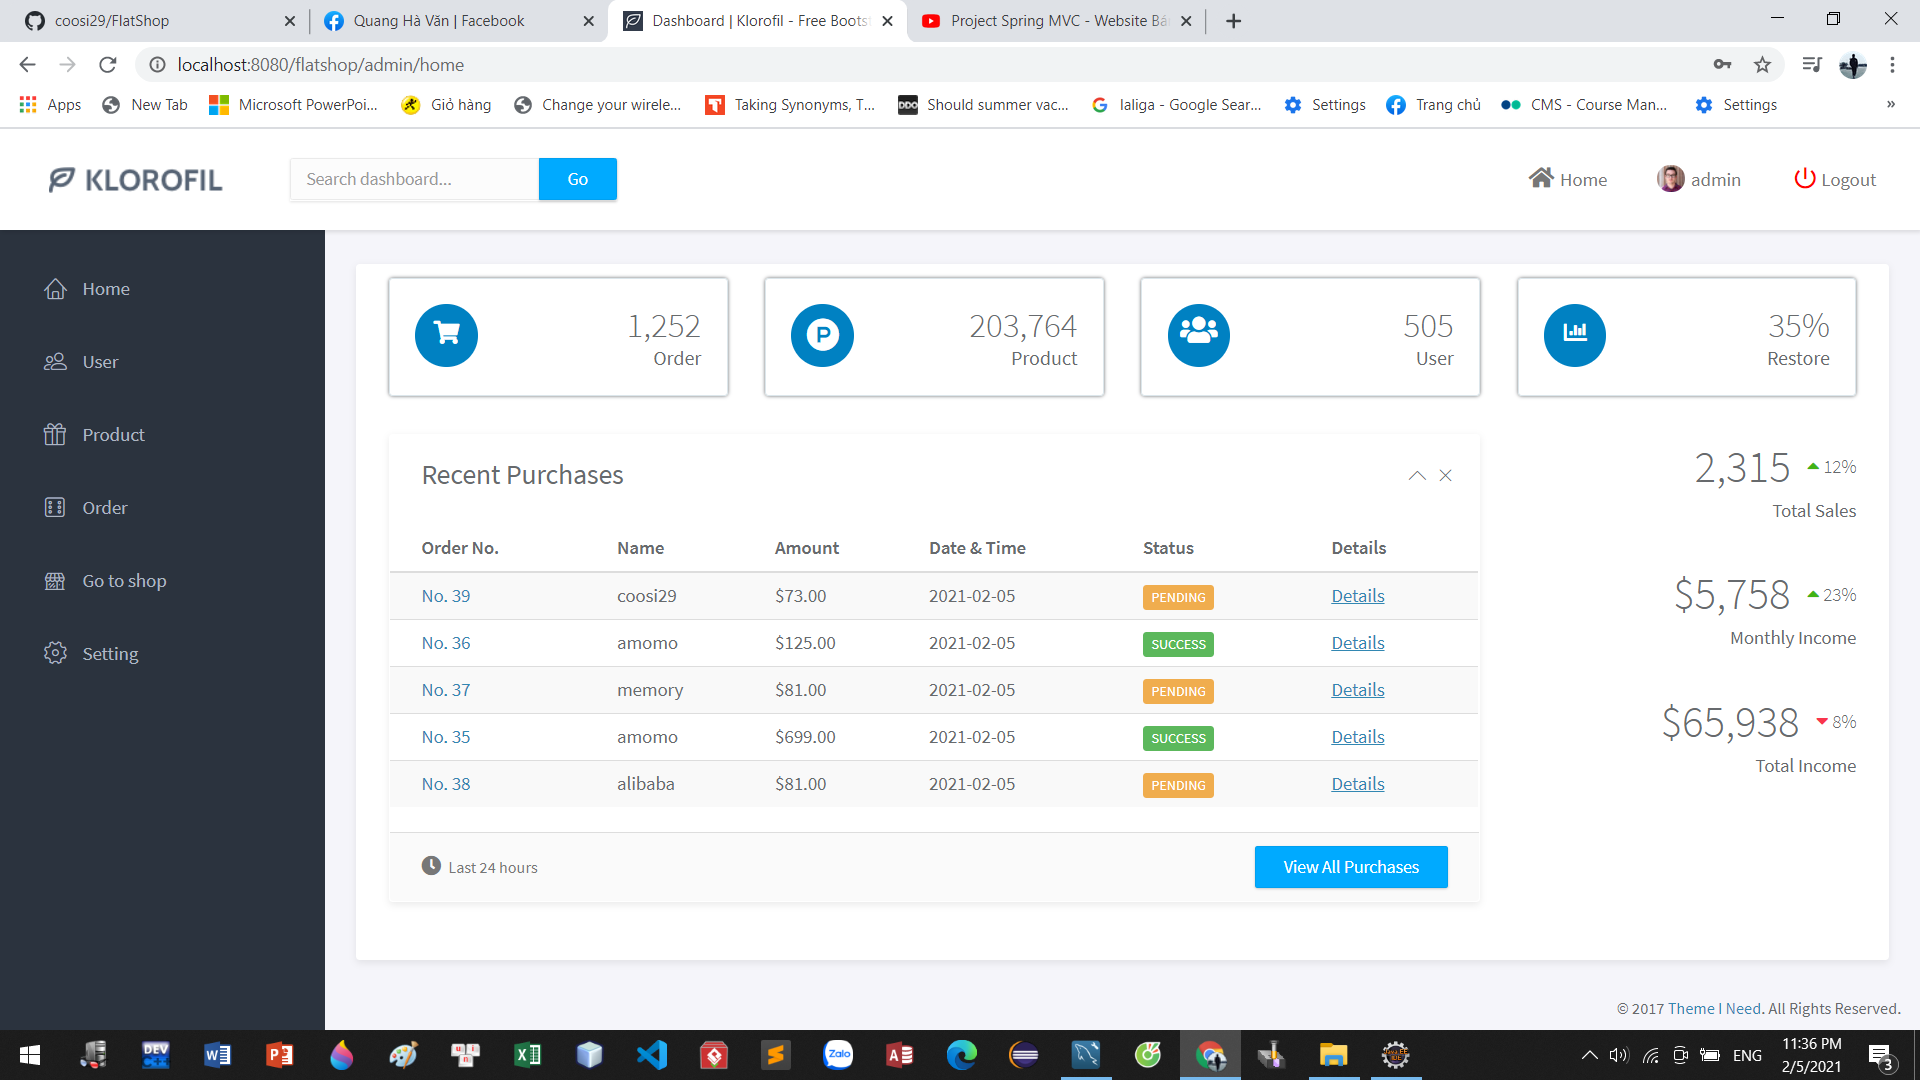 coosi29/FlatShop
Quang Hà Văn | Facebook
Dashboard | Klorofil - Free Boots
Project Spring MVC - Website Bá
localhost:8080/flatshop/admin/home
Apps
New Tab
Microsoft PowerPoi...
Giỏ hàng
Change your wirele...
Taking Synonyms, T...
Should summer vac...
laliga - Google Sear...
Settings
Trang chủ
CMS - Course Man...
Settings
»
KLOROFIL
Search dashboard...
Go
Home
admin
Logout
Home
User
Product
Order
Go to shop
Setting
1,252
Order
203,764
Product
505
User
35%
Restore
Recent Purchases
Order No. Name Amount Date & Time Status Details
No. 39 coosi29 $73.00 2021-02-05 PENDING Details
No. 36 amomo $125.00 2021-02-05 SUCCESS Details
No. 37 memory $81.00 2021-02-05 PENDING Details
No. 35 amomo $699.00 2021-02-05 SUCCESS Details
No. 38 alibaba $81.00 2021-02-05 PENDING Details
Last 24 hours
View All Purchases
2,315 12%
Total Sales
$5,758 23%
Monthly Income
$65,938 8%
Total Income
© 2017 Theme I Need. All Rights Reserved.
DEV C++
Zalo
ENG
11:36 PM
2/5/2021
3